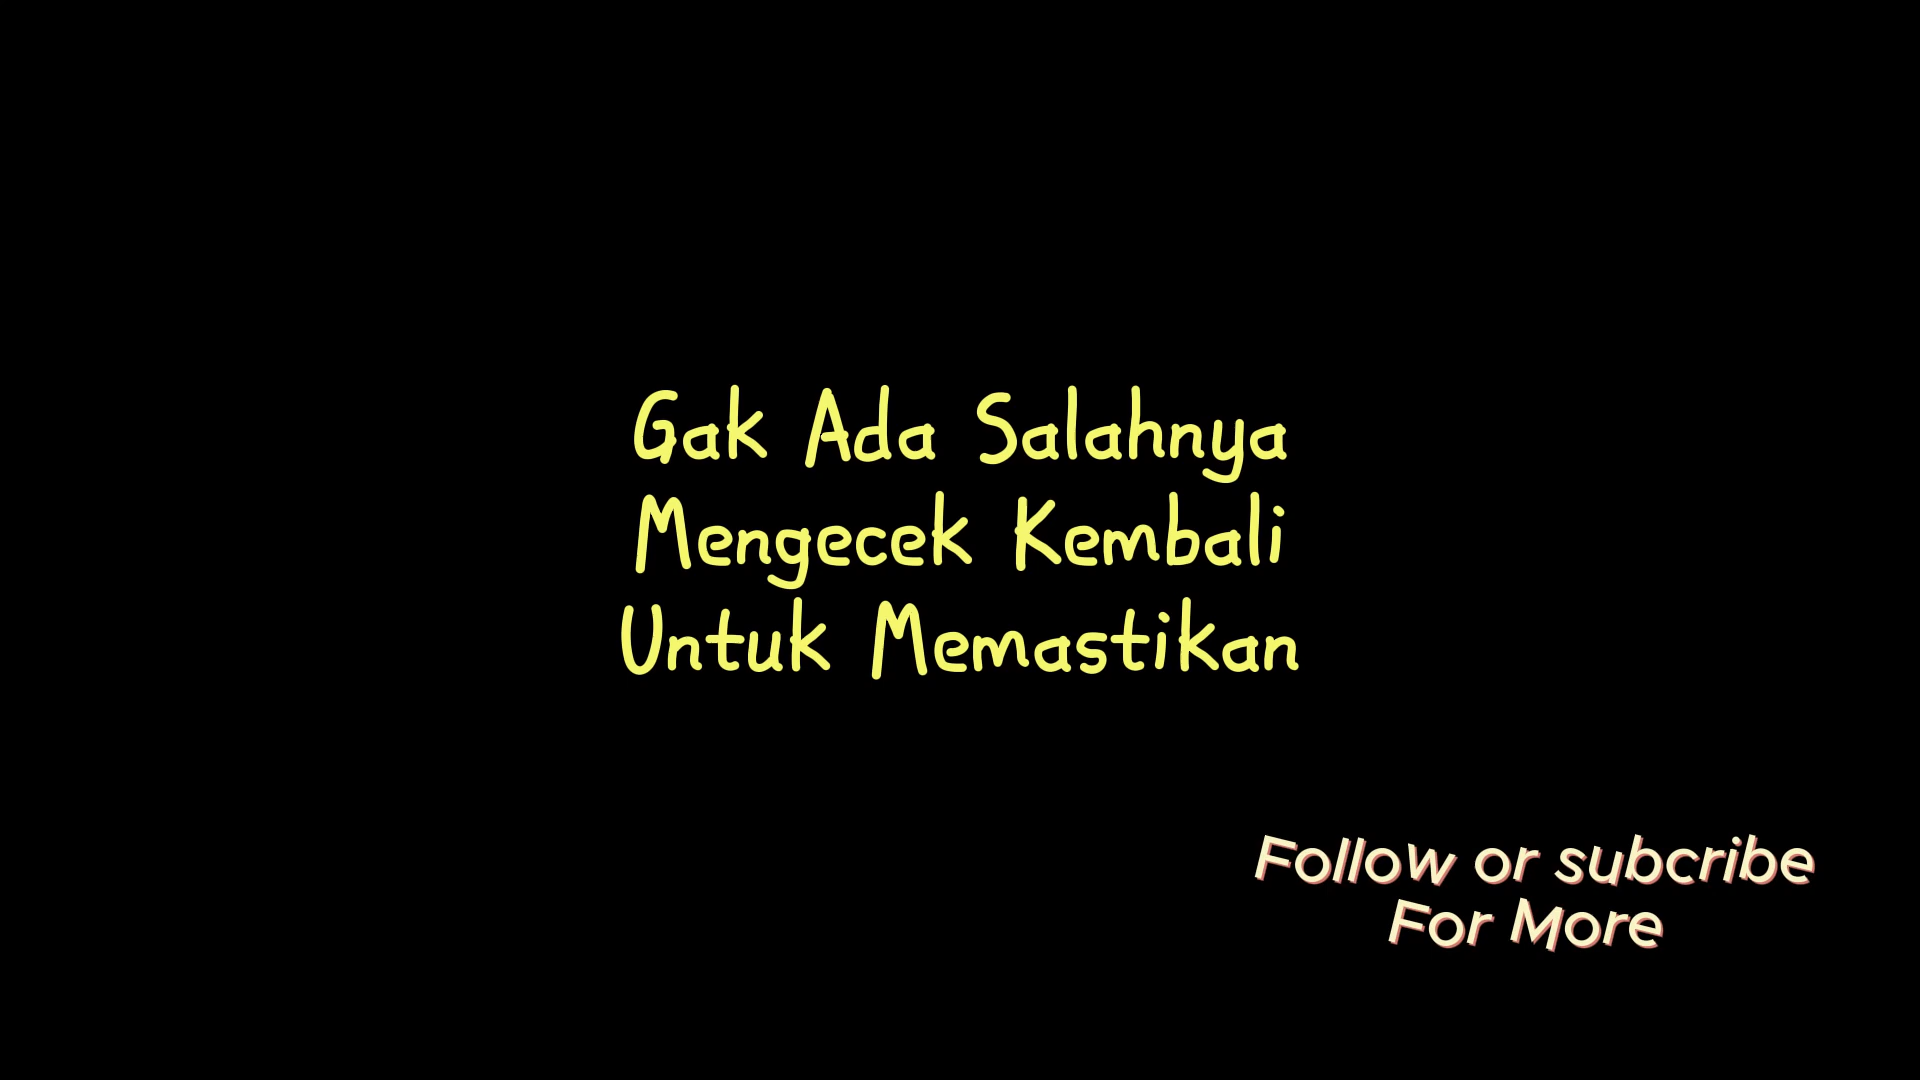 Gak Ada Salahnya
Mengecek Kembali
Untuk Memastikan
Follow or subcribe
For More